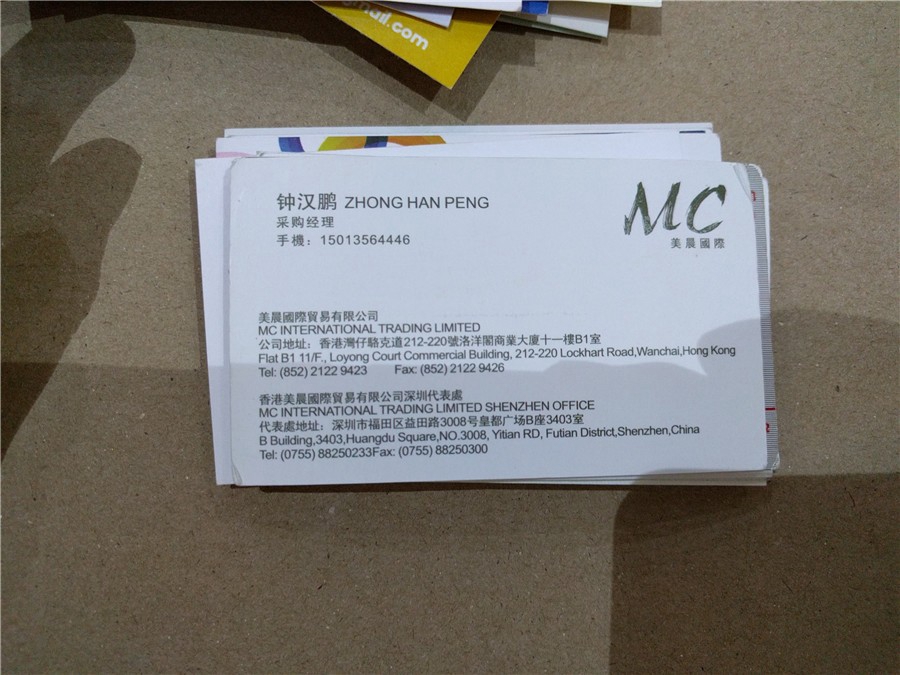 gmail.com
钟汉鹏 ZHONG HAN PENG
采购经理
手機：15013564446
MC
美晨國際
美晨國際貿易有限公司
MC INTERNATIONAL TRADING LIMITED
公司地址：香港灣仔駱克道212-220號洛洋閣商業大廈十一樓B1室
Flat B1 11/F., Loyong Court Commercial Building, 212-220 Lockhart Road,Wanchai,Hong Kong
Tel: (852) 2122 9423 Fax: (852) 2122 9426
香港美晨國際貿易有限公司深圳代表處
MC INTERNATIONAL TRADING LIMITED SHENZHEN OFFICE
代表處地址：深圳市福田区益田路3008号皇都广场B座3403室
B Building,3403,Huangdu Square,NO.3008, Yitian RD, Futian District,Shenzhen,China
Tel: (0755) 88250233Fax: (0755) 88250300